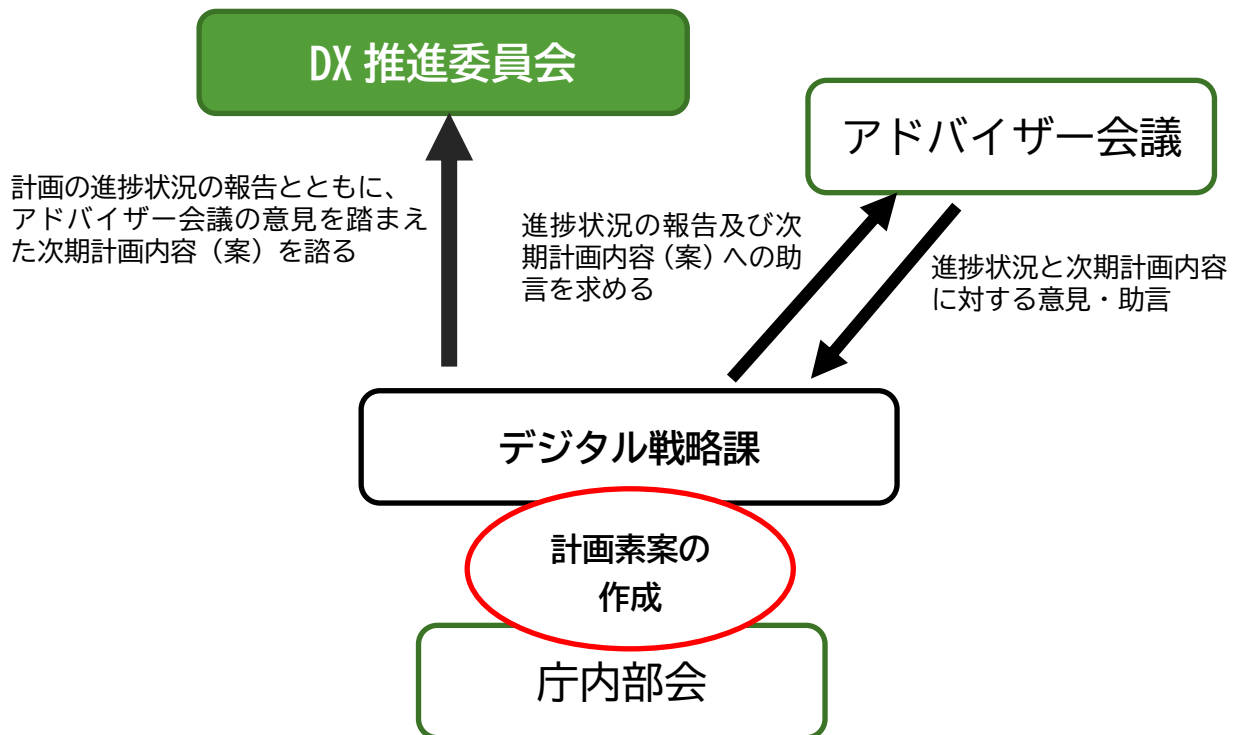 DX 推進委員会
アドバイザー会議
計画の進捗状況の報告とともに、
アドバイザー会議の意見を踏まえ
た次期計画内容（案）を諮る
進捗状況の報告及び次
期計画内容（案）への助
言を求める
進捗状況と次期計画内容
に対する意見・助言
デジタル戦略課
計画素案の
作成
庁内部会